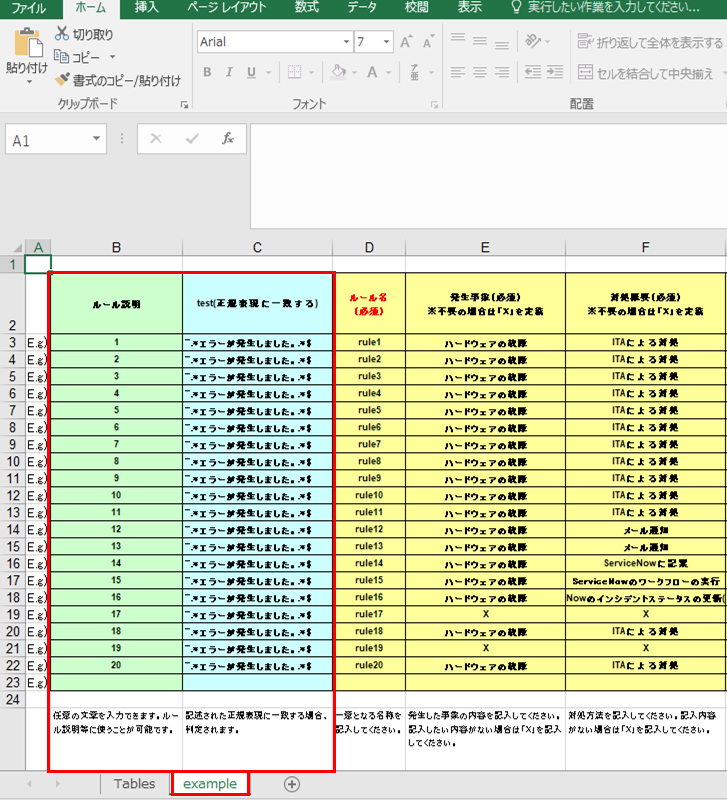 ファイル ホーム 挿入 ページ レイアウト 数式 データ 校閲 表示 実行したい作業を入力してください...
切り取り
コピー
書式のコピー/貼り付け
貼り付け
クリップボード
Arial 7 A A
B I U A
フォント
折り返して全体を表示する
セルを結合して中央揃え
配置
A1 fx
A B C D E F
1
2 ルール説明 test(正規表現に一致する) ルール名 発生事象(必須) 対処概要(必須)
(必須) ※不要の場合は「X」を定義 ※不要の場合は「X」を定義
3 E.g) 1 ^.*エラーが発生しました。.*$ rule1 ハードウェアの故障 ITAによる対処
4 E.g) 2 ^.*エラーが発生しました。.*$ rule2 ハードウェアの故障 ITAによる対処
5 E.g) 3 ^.*エラーが発生しました。.*$ rule3 ハードウェアの故障 ITAによる対処
6 E.g) 4 ^.*エラーが発生しました。.*$ rule4 ハードウェアの故障 ITAによる対処
7 E.g) 5 ^.*エラーが発生しました。.*$ rule5 ハードウェアの故障 ITAによる対処
8 E.g) 6 ^.*エラーが発生しました。.*$ rule6 ハードウェアの故障 ITAによる対処
9 E.g) 7 ^.*エラーが発生しました。.*$ rule7 ハードウェアの故障 ITAによる対処
10 E.g) 8 ^.*エラーが発生しました。.*$ rule8 ハードウェアの故障 ITAによる対処
11 E.g) 9 ^.*エラーが発生しました。.*$ rule9 ハードウェアの故障 ITAによる対処
12 E.g) 10 ^.*エラーが発生しました。.*$ rule10 ハードウェアの故障 ITAによる対処
13 E.g) 11 ^.*エラーが発生しました。.*$ rule11 ハードウェアの故障 ITAによる対処
14 E.g) 12 ^.*エラーが発生しました。.*$ rule12 ハードウェアの故障 メール通知
15 E.g) 13 ^.*エラーが発生しました。.*$ rule13 ハードウェアの故障 メール通知
16 E.g) 14 ^.*エラーが発生しました。.*$ rule14 ハードウェアの故障 ServiceNowに起票
17 E.g) 15 ^.*エラーが発生しました。.*$ rule15 ハードウェアの故障 ServiceNowのワークフローの実行
18 E.g) 16 ^.*エラーが発生しました。.*$ rule16 ハードウェアの故障 Nowのインシデントステータスの更新(
19 E.g) 17 ^.*エラーが発生しました。.*$ rule17 X X
20 E.g) 18 ^.*エラーが発生しました。.*$ rule18 ハードウェアの故障 ITAによる対処
21 E.g) 19 ^.*エラーが発生しました。.*$ rule19 X X
22 E.g) 20 ^.*エラーが発生しました。.*$ rule20 ハードウェアの故障 ITAによる対処
23 E.g)
24
任意の文章を入力できます。ルー
ル説明等に使うことが可能です。
記述された正規表現に一致する場合、
判定されます。
一意となる名称を
記入してください。
発生した事象の内容を記入してください。
記入したい内容がない場合は「X」を記入
してください。
対処方法を記入してください。記入内容
がない場合は「X」を記入してください。
Tables example